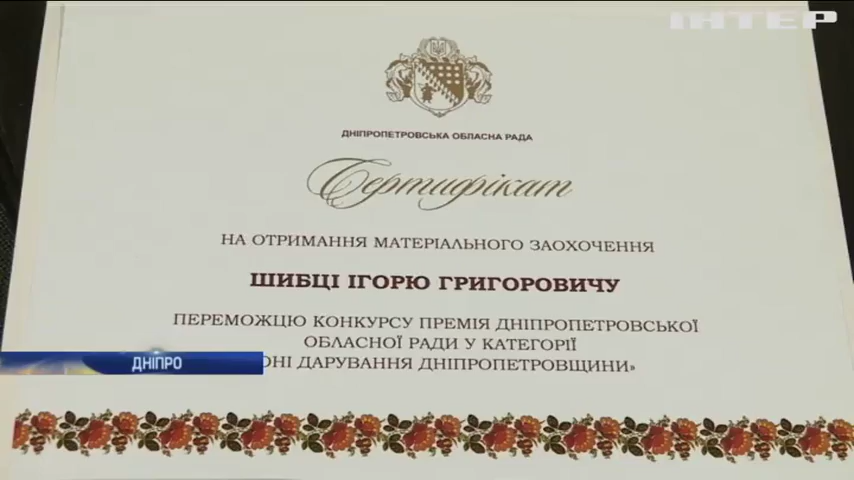 ІНТЕР
ДНІПРОПЕТРОВСЬКА ОБЛАСНА РАДА
Сертифікат
НА ОТРИМАННЯ МАТЕРІАЛЬНОГО ЗАОХОЧЕННЯ
ШИБЦІ ІГОРЮ ГРИГОРОВИЧУ
ПЕРЕМОЖЦЮ КОНКУРСУ ПРЕМІЯ ДНІПРОПЕТРОВСЬКОЇ
ОБЛАСНОЇ РАДИ У КАТЕГОРІЇ
ДНІПРО
ДАРУВАННЯ ДНІПРОПЕТРОВЩИНИ»